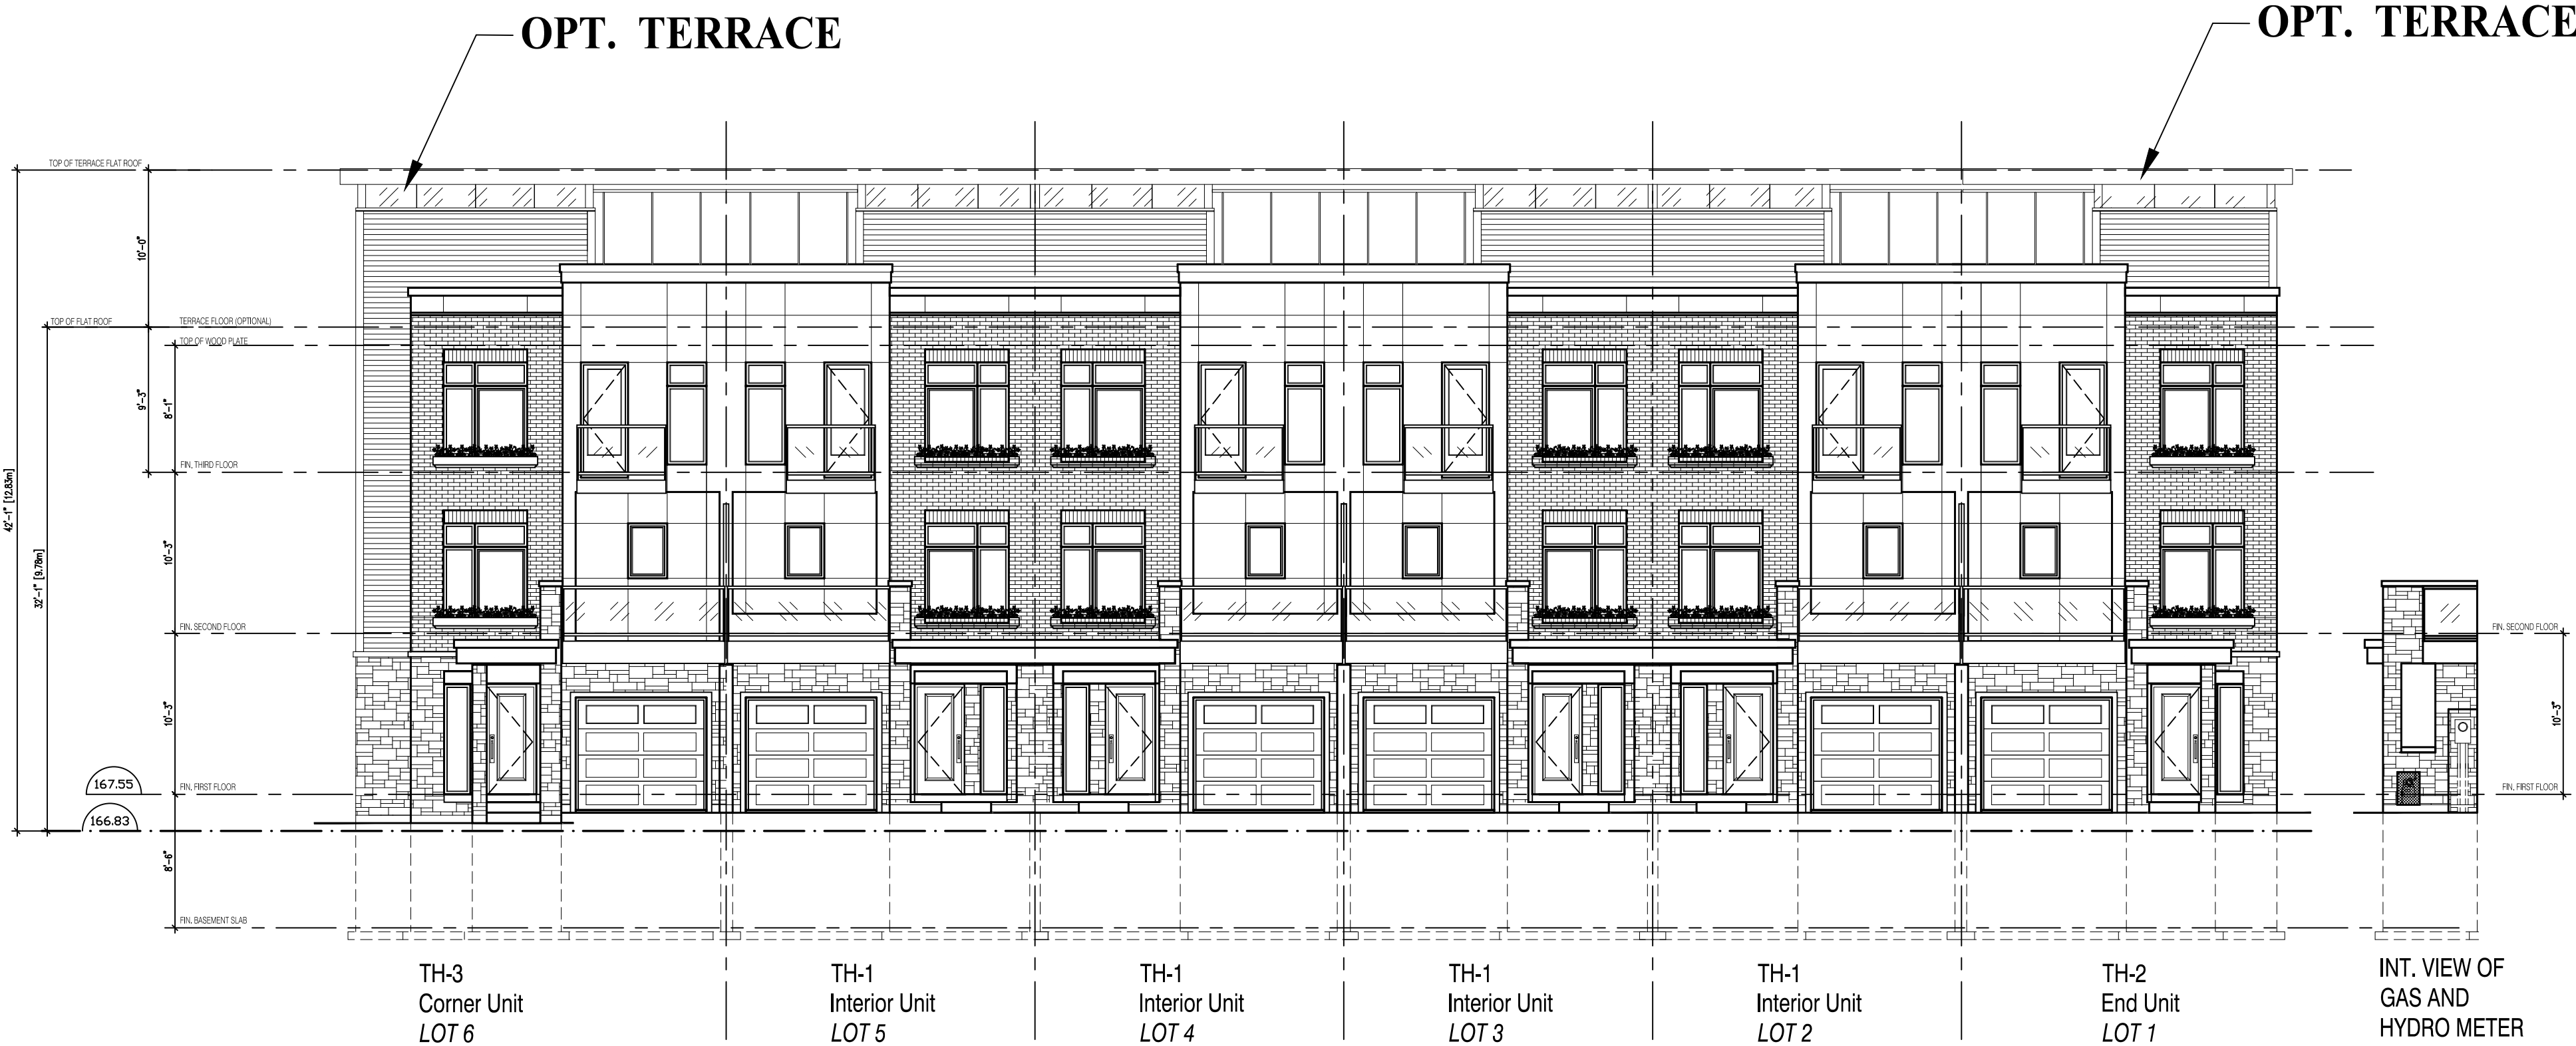 OPT. TERRACE
OPT. TERRACE
TOP OF TERRACE FLAT ROOF
10'-0"
TOP OF FLAT ROOF
TERRACE FLOOR (OPTIONAL)
TOP OF WOOD PLATE
9'-3"
8'-1"
FIN. THIRD FLOOR
42'-1" [12.83m]
32'-1" [9.78m]
10'-3"
FIN. SECOND FLOOR
10'-3"
167.55
FIN. FIRST FLOOR
166.83
8'-6"
FIN. BASEMENT SLAB
FIN. SECOND FLOOR
10'-3"
FIN. FIRST FLOOR
TH-3
Corner Unit
LOT 6
TH-1
Interior Unit
LOT 5
TH-1
Interior Unit
LOT 4
TH-1
Interior Unit
LOT 3
TH-1
Interior Unit
LOT 2
TH-2
End Unit
LOT 1
INT. VIEW OF
GAS AND
HYDRO METER